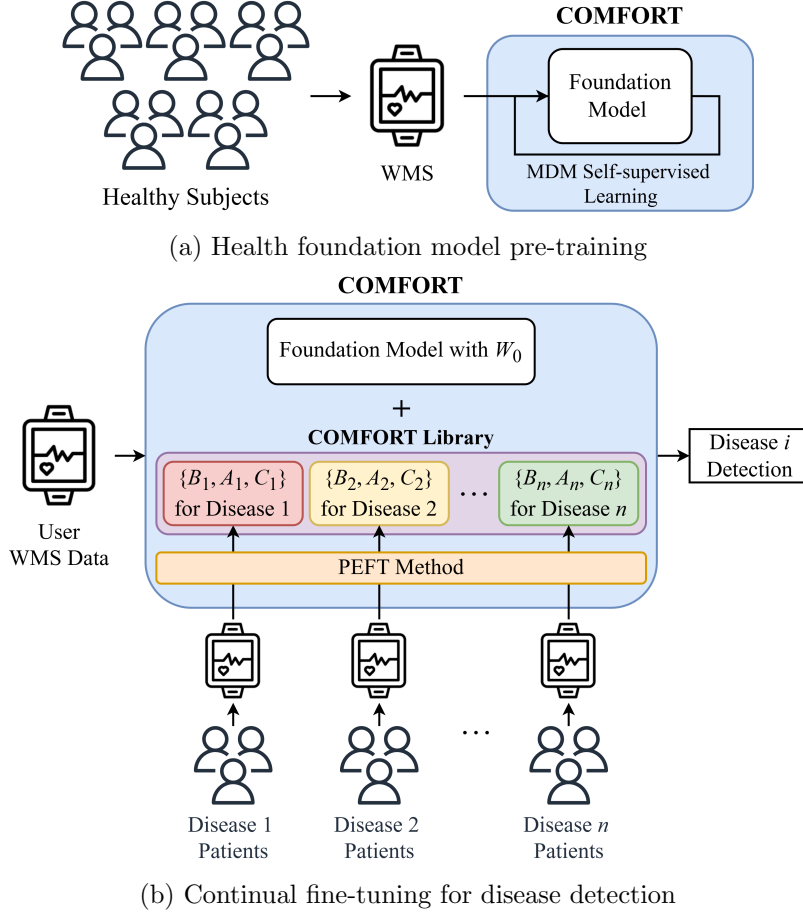 COMFORT
Foundation
Model
Healthy Subjects
WMS
MDM Self-supervised
Learning
(a) Health foundation model pre-training
COMFORT
Foundation Model with W₀
+
COMFORT Library
{B₁, A₁, C₁}
for Disease 1
{B₂, A₂, C₂}
for Disease 2
...
{Bₙ, Aₙ, Cₙ}
for Disease n
PEFT Method
User
WMS Data
Disease i
Detection
...
Disease 1
Patients
Disease 2
Patients
Disease n
Patients
(b) Continual fine-tuning for disease detection